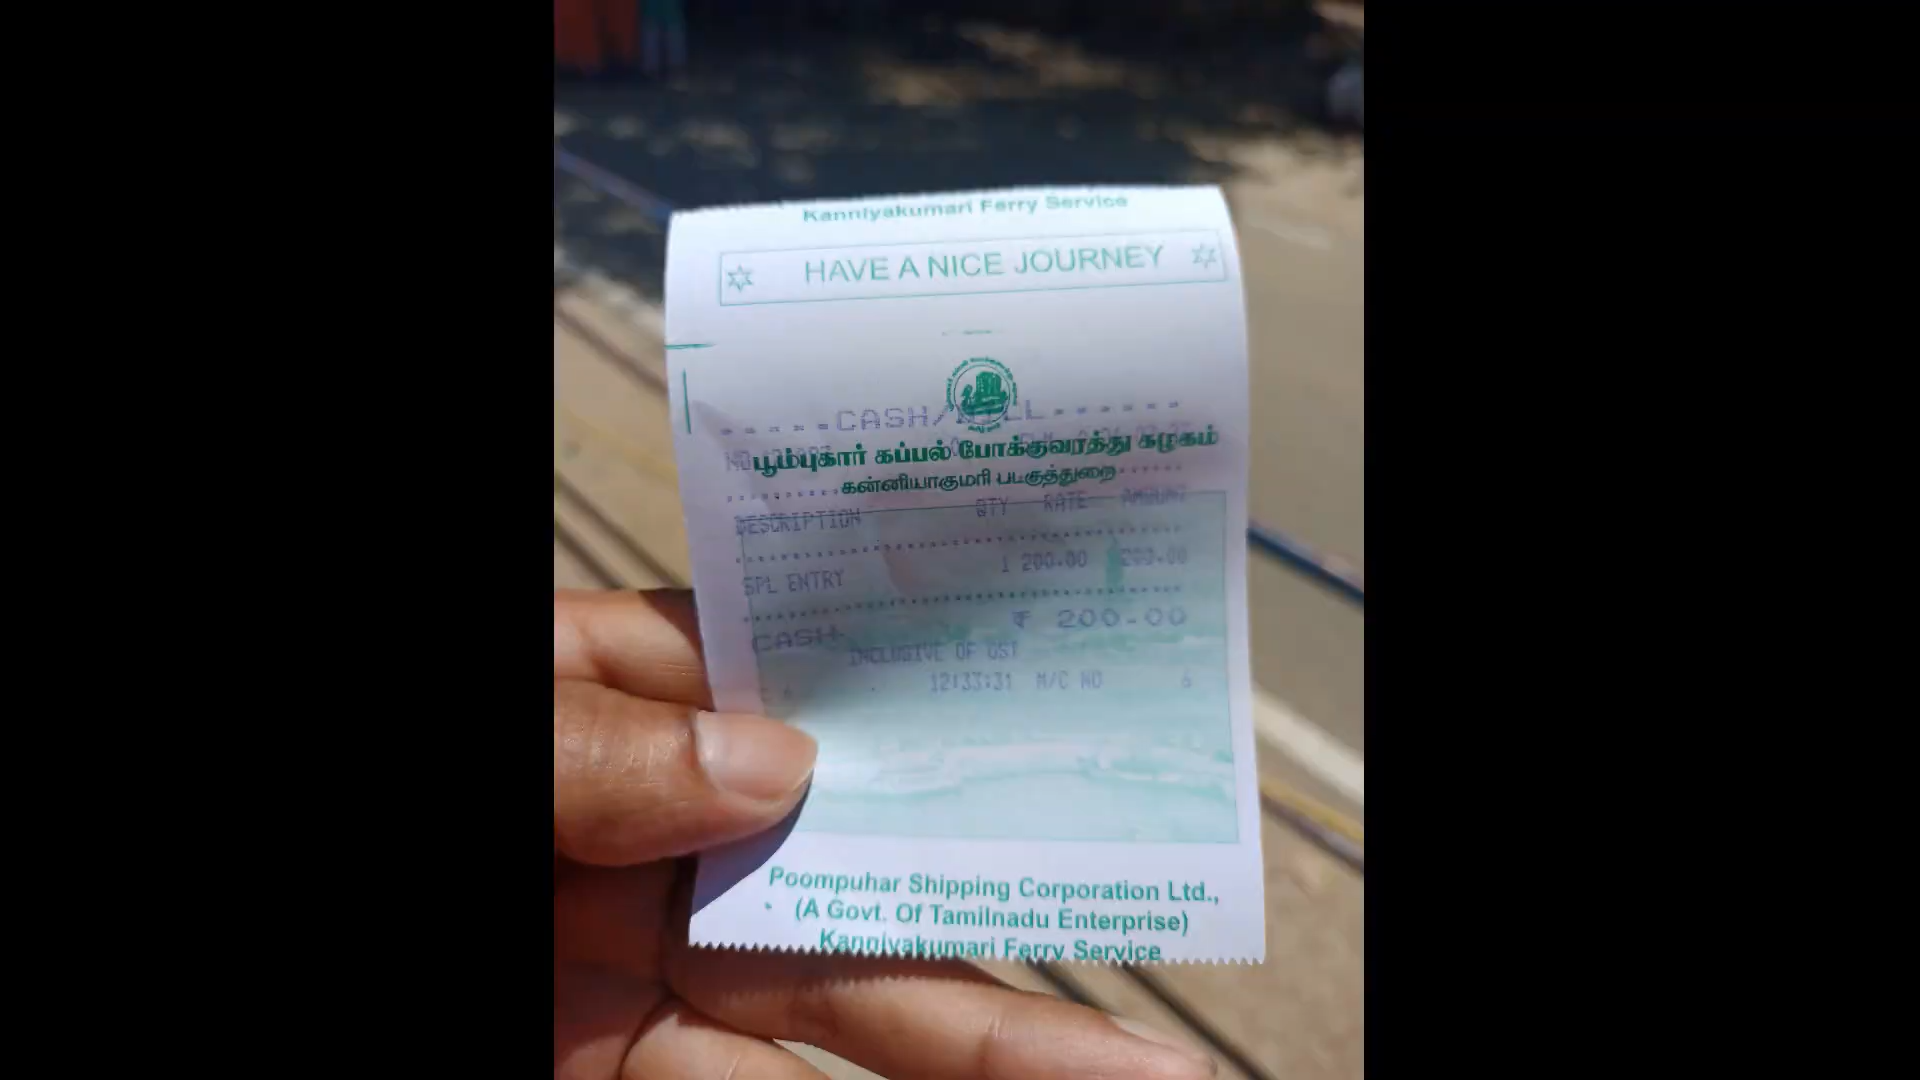 Kanniyakumari Ferry Service
HAVE A NICE JOURNEY
CASH/BILL
பூம்புகார் கப்பல் போக்குவரத்து கழகம்
கன்னியாகுமரி படகுத்துறை
DESCRIPTION QTY RATE AMOUNT
SPL ENTRY 1 200.00 200.00
CASH ₹ 200.00
INCLUSIVE OF GST
12:33:31 M/C NO 6
Poompuhar Shipping Corporation Ltd.,
(A Govt. Of Tamilnadu Enterprise)
Kanniyakumari Ferry Service